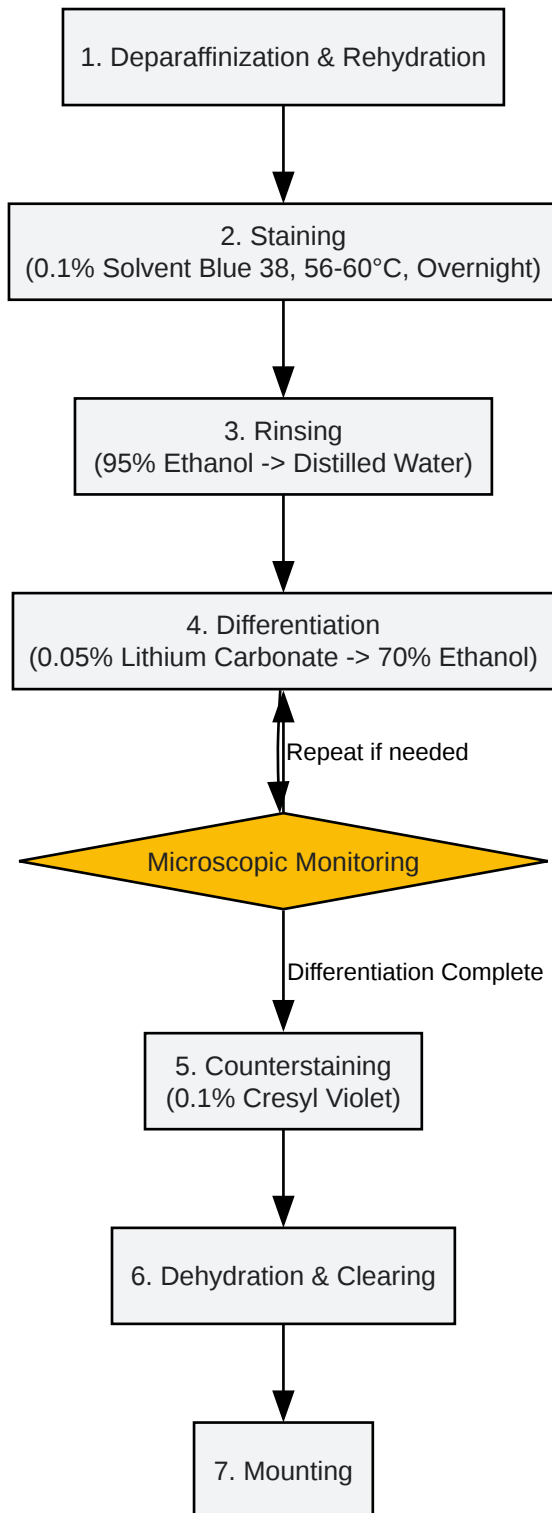 1. Deparaffinization & Rehydration
2. Staining
(0.1% Solvent Blue 38, 56-60°C, Overnight)
3. Rinsing
(95% Ethanol -> Distilled Water)
4. Differentiation
(0.05% Lithium Carbonate -> 70% Ethanol)
Repeat if needed
Microscopic Monitoring
Differentiation Complete
5. Counterstaining
(0.1% Cresyl Violet)
6. Dehydration & Clearing
7. Mounting